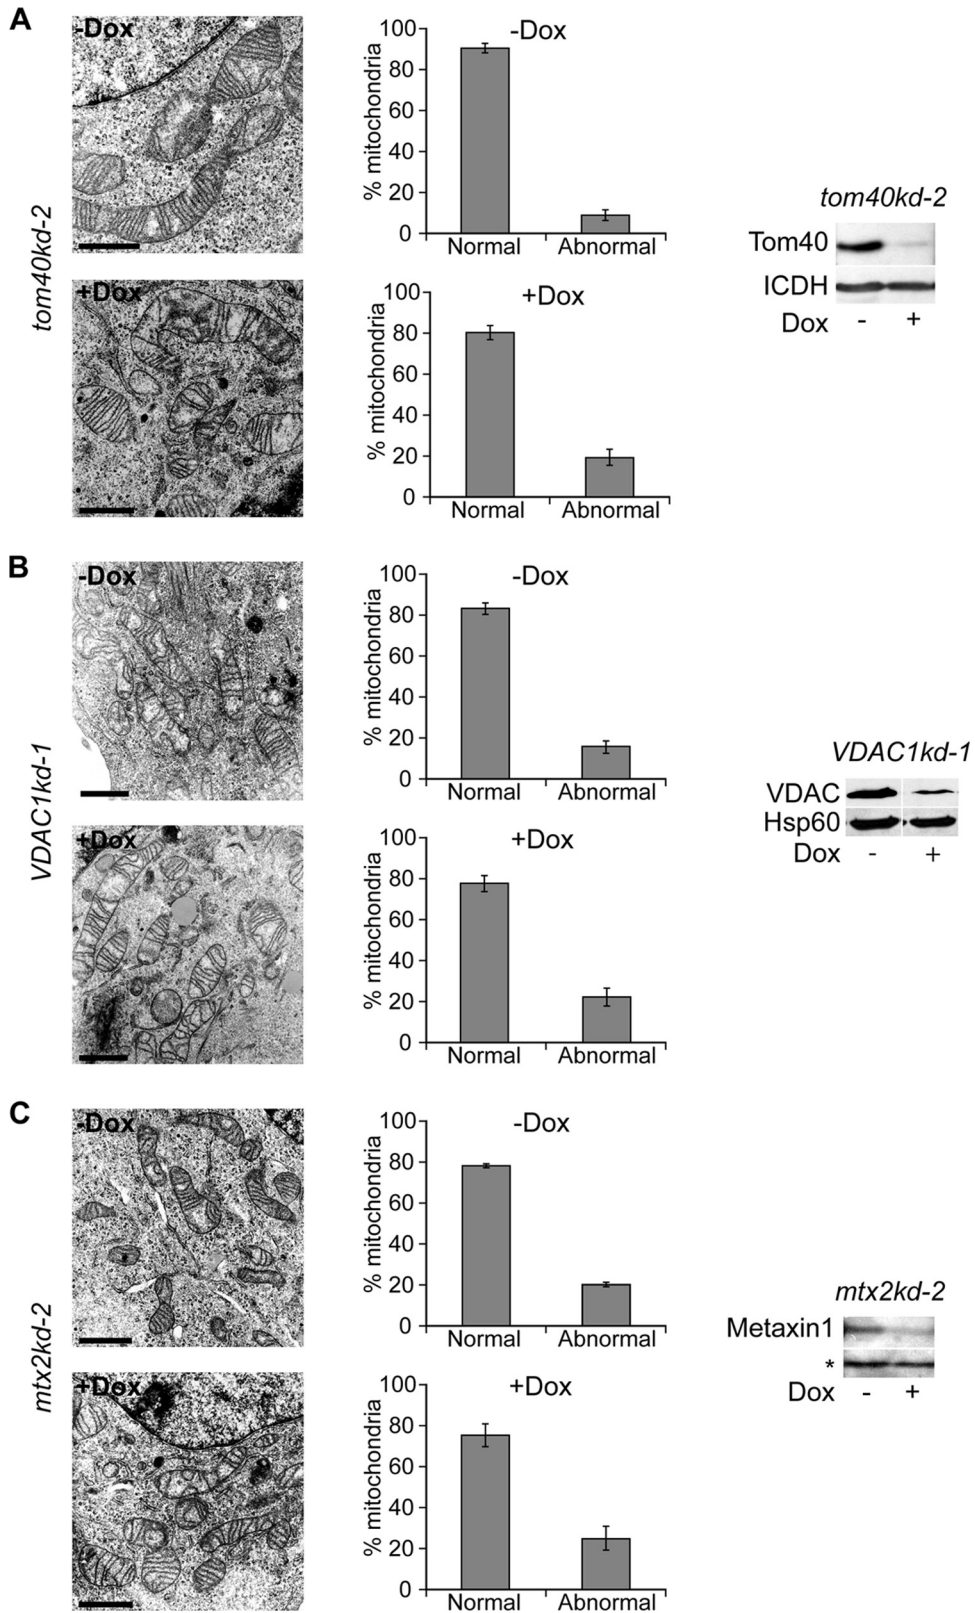 A
tom40kd-2
-Dox
% mitochondria
100
80
60
40
20
0
-Dox
Normal Abnormal
+Dox
% mitochondria
100
80
60
40
20
0
+Dox
Normal Abnormal
tom40kd-2
Tom40
ICDH
Dox - +
B
VDAC1kd-1
-Dox
% mitochondria
100
80
60
40
20
0
-Dox
Normal Abnormal
+Dox
% mitochondria
100
80
60
40
20
0
+Dox
Normal Abnormal
VDAC1kd-1
VDAC
Hsp60
Dox - +
C
mtx2kd-2
-Dox
% mitochondria
100
80
60
40
20
0
-Dox
Normal Abnormal
+Dox
% mitochondria
100
80
60
40
20
0
+Dox
Normal Abnormal
mtx2kd-2
Metaxin1
*
Dox - +